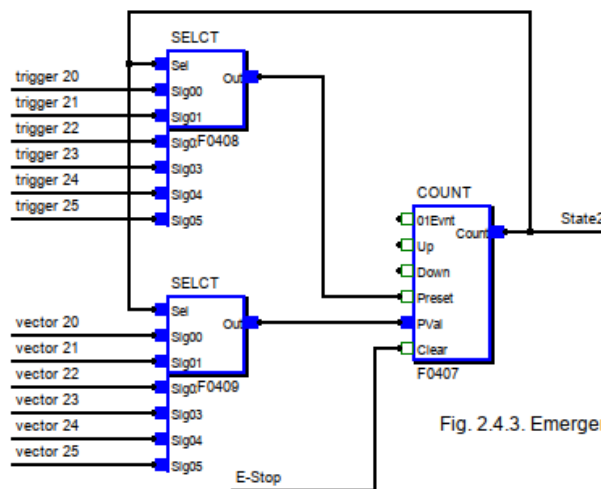 SELCT
Sel
Out
trigger 20
Sig00
trigger 21
Sig01
trigger 22
Sig0
F0408
trigger 23
Sig03
trigger 24
Sig04
trigger 25
Sig05
COUNT
01Evnt
Count
State2
Up
Down
Preset
PVal
Clear
F0407
SELCT
Sel
Out
vector 20
Sig00
vector 21
Sig01
vector 22
Sig0
F0409
vector 23
Sig03
vector 24
Sig04
vector 25
Sig05
Fig. 2.4.3. Emerge
E-Stop